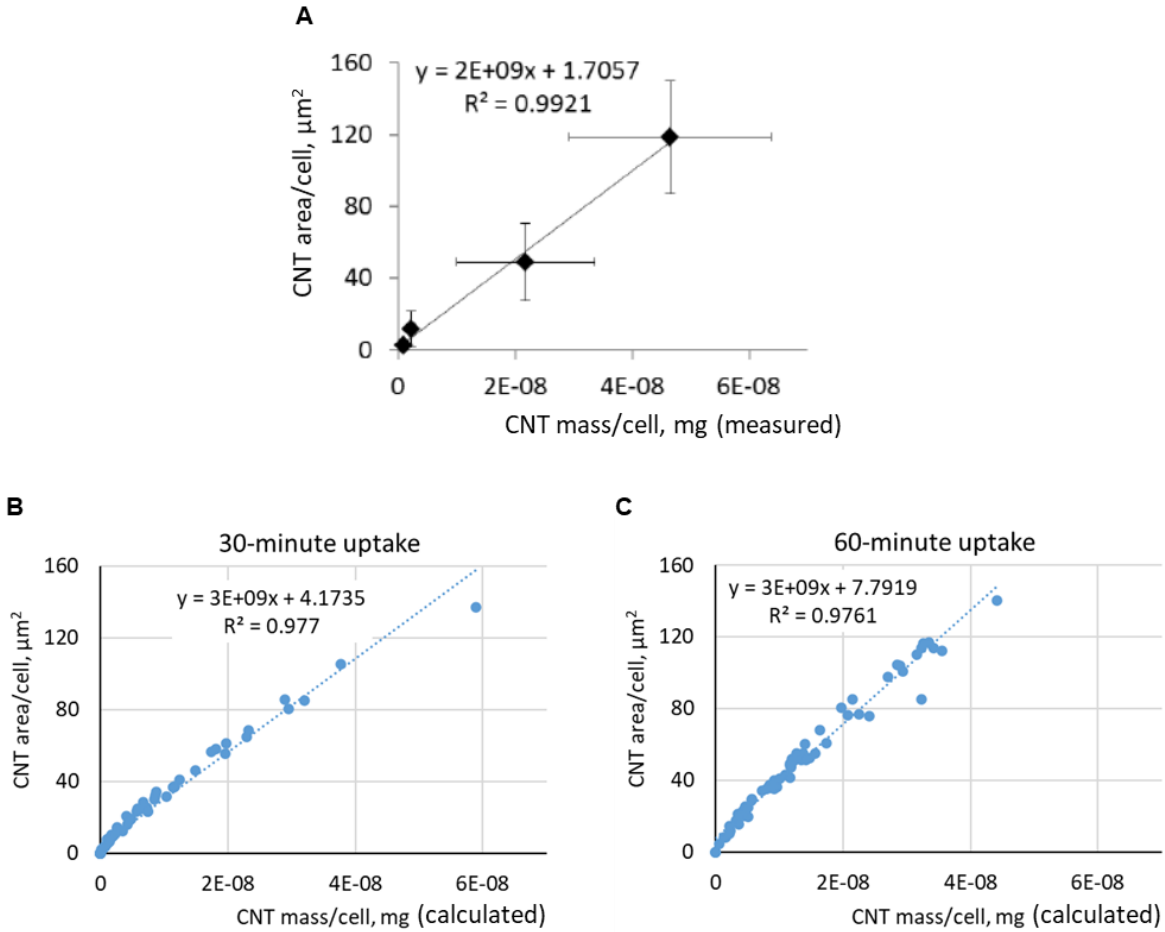 A
y = 2E+09x + 1.7057
R² = 0.9921
CNT area/cell, µm²
160
120
80
40
0
0 2E-08 4E-08 6E-08
CNT mass/cell, mg (measured)
B
30-minute uptake
y = 3E+09x + 4.1735
R² = 0.977
CNT area/cell, µm²
160
120
80
40
0
0 2E-08 4E-08 6E-08
CNT mass/cell, mg (calculated)
C
60-minute uptake
y = 3E+09x + 7.7919
R² = 0.9761
CNT area/cell, µm²
160
120
80
40
0
0 2E-08 4E-08 6E-08
CNT mass/cell, mg (calculated)